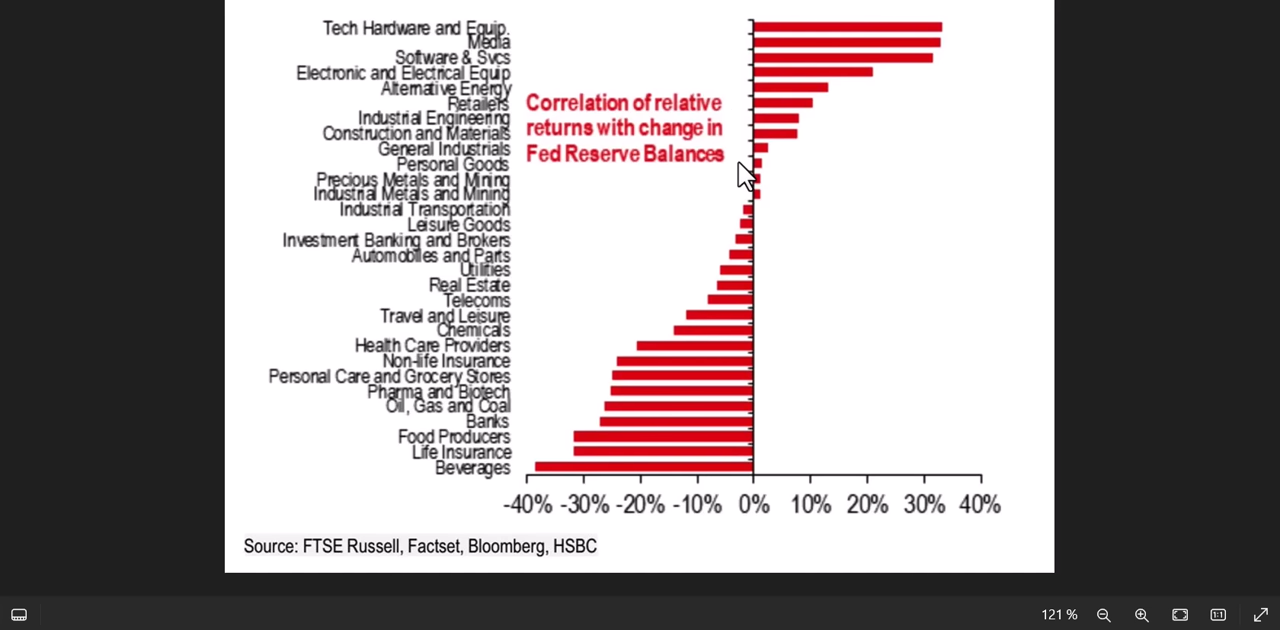 Tech Hardware and Equip.
Media
Software & Svcs
Electronic and Electrical Equip
Alternative Energy
Retailers
Industrial Engineering
Construction and Materials
General Industrials
Personal Goods
Precious Metals and Mining
Industrial Metals and Mining
Industrial Transportation
Leisure Goods
Investment Banking and Brokers
Automobiles and Parts
Utilities
Real Estate
Telecoms
Travel and Leisure
Chemicals
Health Care Providers
Non-life Insurance
Personal Care and Grocery Stores
Pharma and Biotech
Oil, Gas and Coal
Banks
Food Producers
Life Insurance
Beverages
Correlation of relative
returns with change in
Fed Reserve Balances
-40% -30% -20% -10% 0% 10% 20% 30% 40%
Source: FTSE Russell, Factset, Bloomberg, HSBC
121 %
1:1